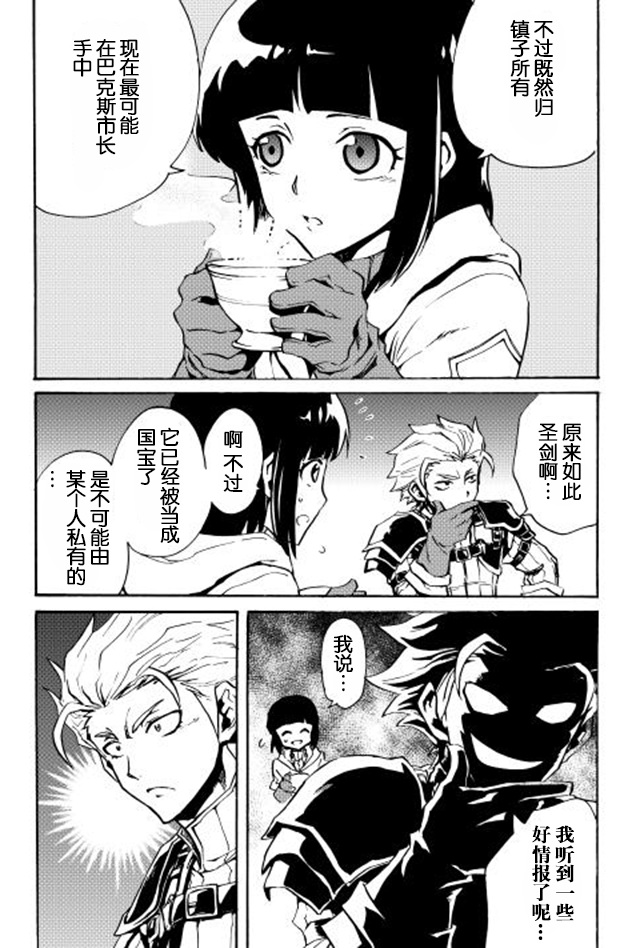 不过既然归
镇子所有
现在最可能
在巴克斯市长
手中
原来如此
圣剑啊…
啊不过
它已经被当成
国宝了
是不可能由
某个人私有的
…
我说…
我听到一些
好情报了呢…